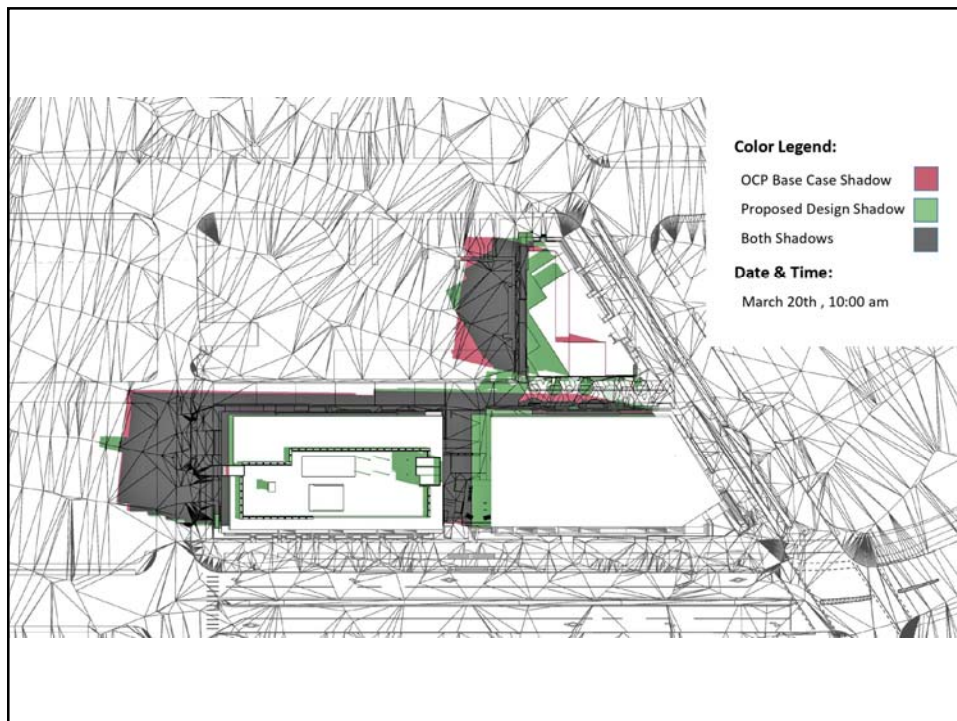 Color Legend:
OCP Base Case Shadow
Proposed Design Shadow
Both Shadows
Date & Time:
March 20th , 10:00 am